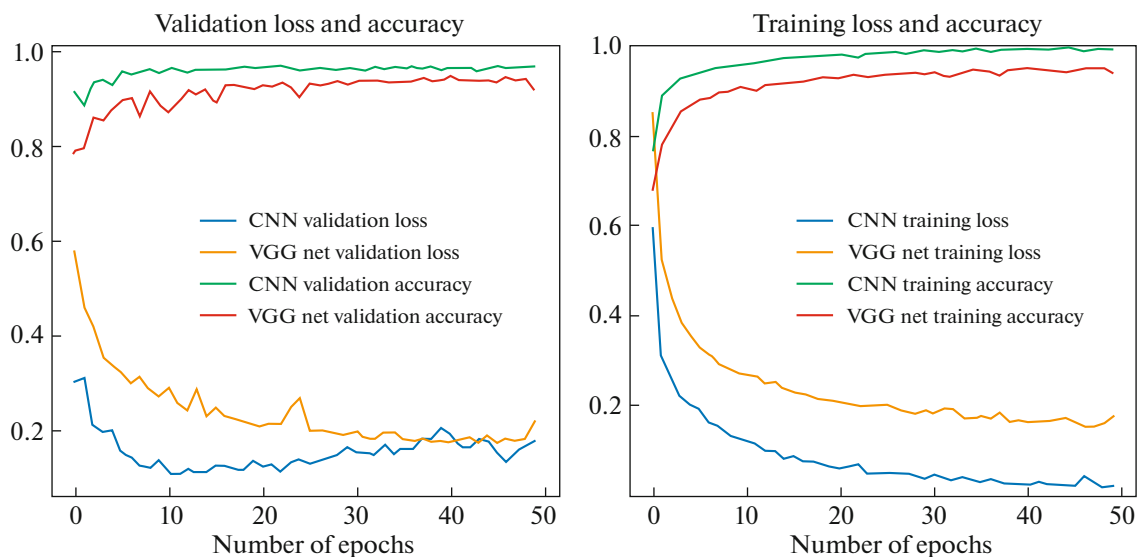 Validation loss and accuracy
1.0
0.8
0.6
0.4
0.2
CNN validation loss
VGG net validation loss
CNN validation accuracy
VGG net validation accuracy
0 10 20 30 40 50
Number of epochs
Training loss and accuracy
1.0
0.8
0.6
0.4
0.2
CNN training loss
VGG net training loss
CNN training accuracy
VGG net training accuracy
0 10 20 30 40 50
Number of epochs